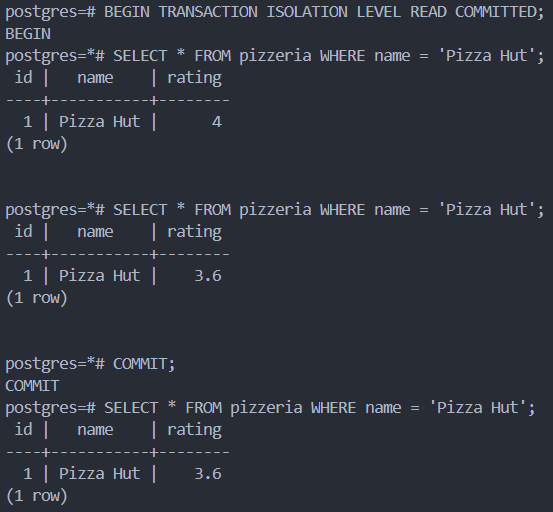 postgres=# BEGIN TRANSACTION ISOLATION LEVEL READ COMMITTED;
BEGIN
postgres=*# SELECT * FROM pizzeria WHERE name = 'Pizza Hut';
 id |   name    | rating
----+-----------+--------
  1 | Pizza Hut |      4
(1 row)

postgres=*# SELECT * FROM pizzeria WHERE name = 'Pizza Hut';
 id |   name    | rating
----+-----------+--------
  1 | Pizza Hut |    3.6
(1 row)

postgres=*# COMMIT;
COMMIT
postgres=# SELECT * FROM pizzeria WHERE name = 'Pizza Hut';
 id |   name    | rating
----+-----------+--------
  1 | Pizza Hut |    3.6
(1 row)